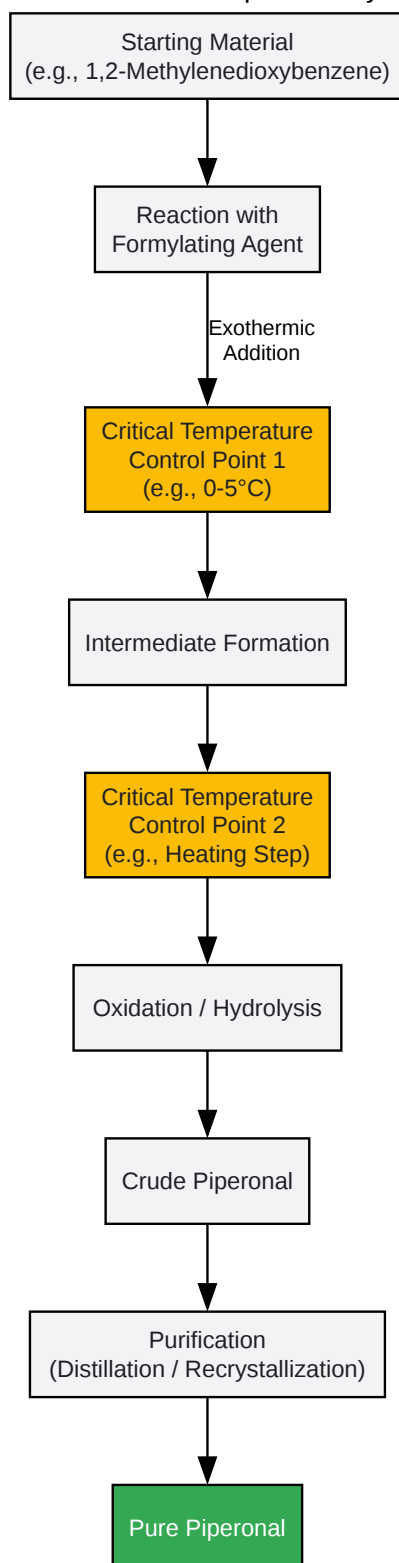 Starting Material
(e.g., 1,2-Methylenedioxybenzene)
Reaction with
Formylating Agent
Exothermic
Addition
Critical Temperature
Control Point 1
(e.g., 0-5°C)
Intermediate Formation
Critical Temperature
Control Point 2
(e.g., Heating Step)
Oxidation / Hydrolysis
Crude Piperonal
Purification
(Distillation / Recrystallization)
Pure Piperonal